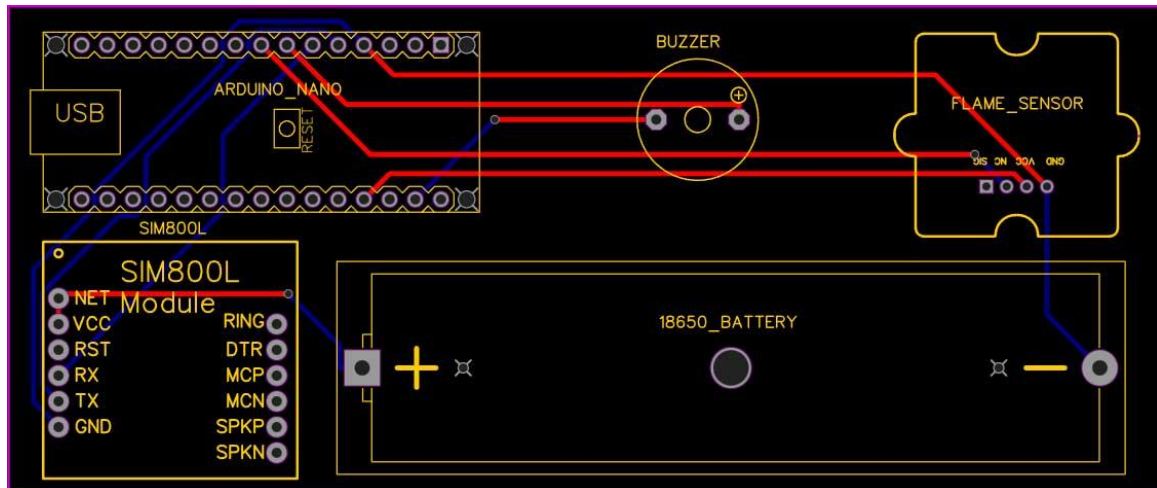 BUZZER
ARDUINO_NANO
USB
RESET
FLAME_SENSOR
SIG NC VCC GND
SIM800L
SIM800L
Module
NET
VCC
RST
RX
TX
GND
RING
DTR
MCP
MCN
SPKP
SPKN
18650_BATTERY
+ −